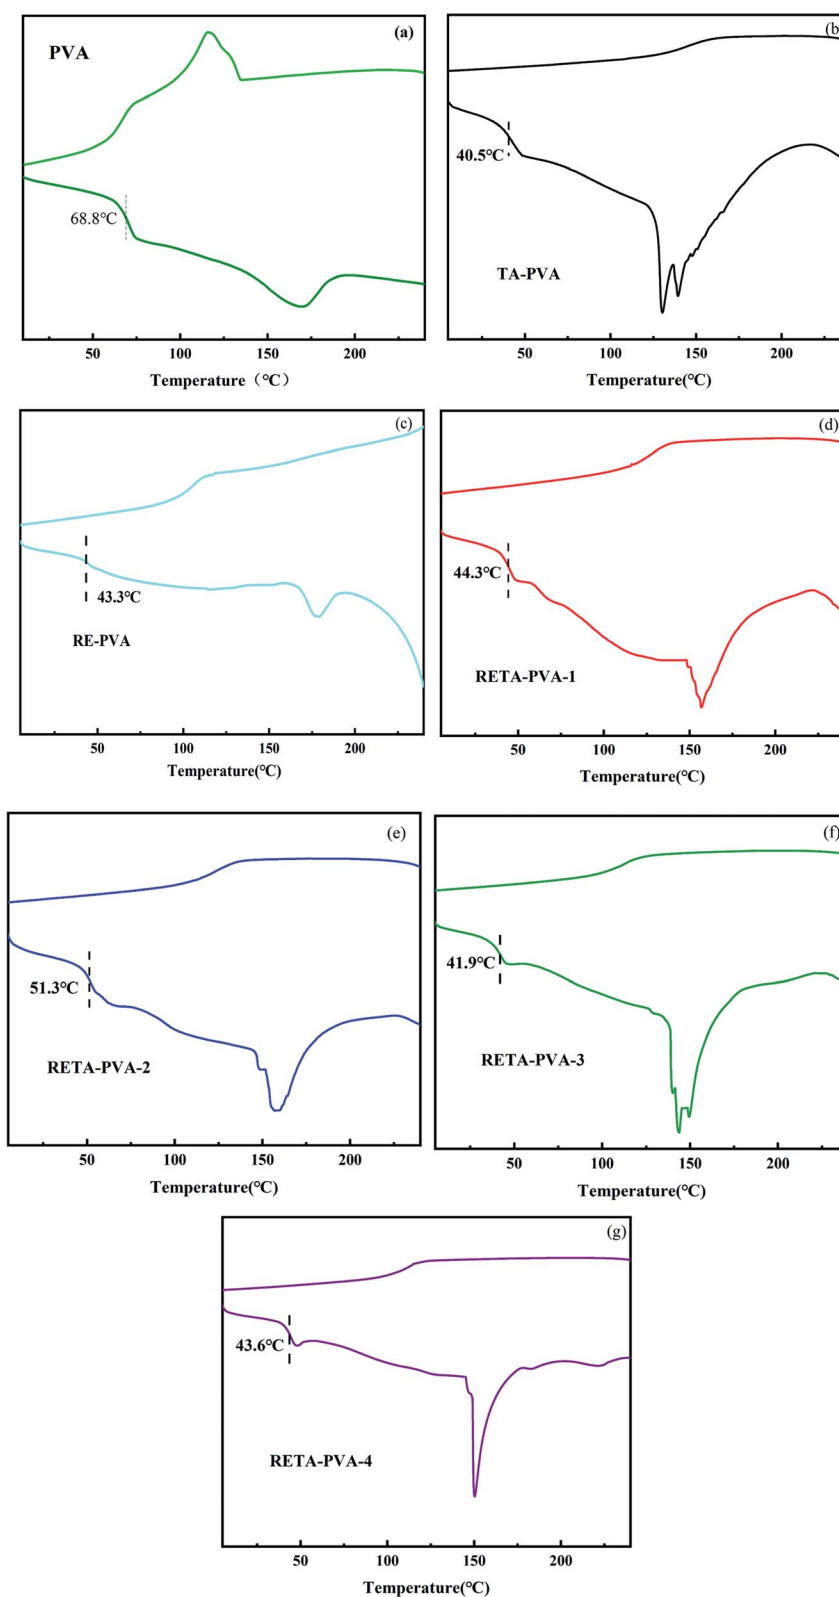 (a)
PVA
68.8℃
50
100
150
200
Temperature（℃）
(b)
40.5℃
TA-PVA
50
100
150
200
Temperature(℃)
(c)
43.3℃
RE-PVA
50
100
150
200
Temperature(℃)
(d)
44.3℃
RETA-PVA-1
50
100
150
200
Temperature(℃)
(e)
51.3℃
RETA-PVA-2
50
100
150
200
Temperature(℃)
(f)
41.9℃
RETA-PVA-3
50
100
150
200
Temperature(℃)
(g)
43.6℃
RETA-PVA-4
50
100
150
200
Temperature(℃)